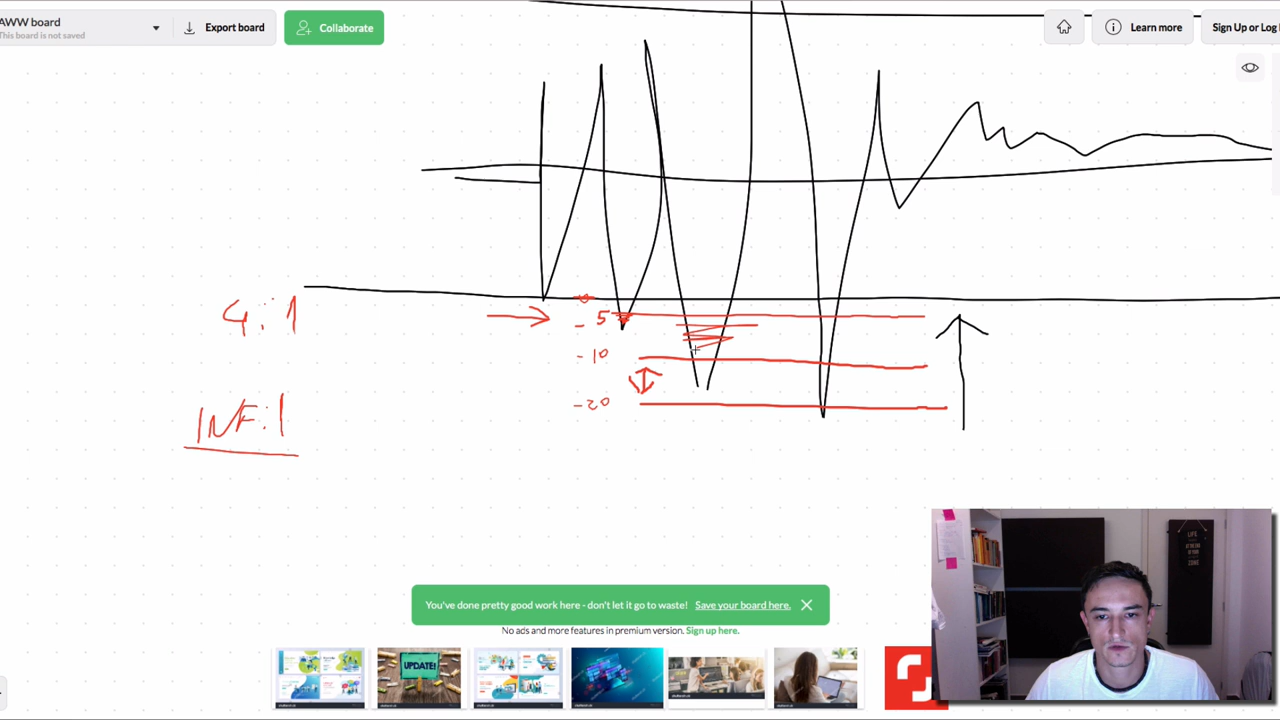 AWW board
This board is not saved
Export board
Collaborate
Learn more
Sign Up or Log
4:1
- 5
-10
-20
INF:1
You've done pretty good work here - don't let it go to waste! Save your board here.
No ads and more features in premium version. Sign up here.
UPDATE!
LIFE